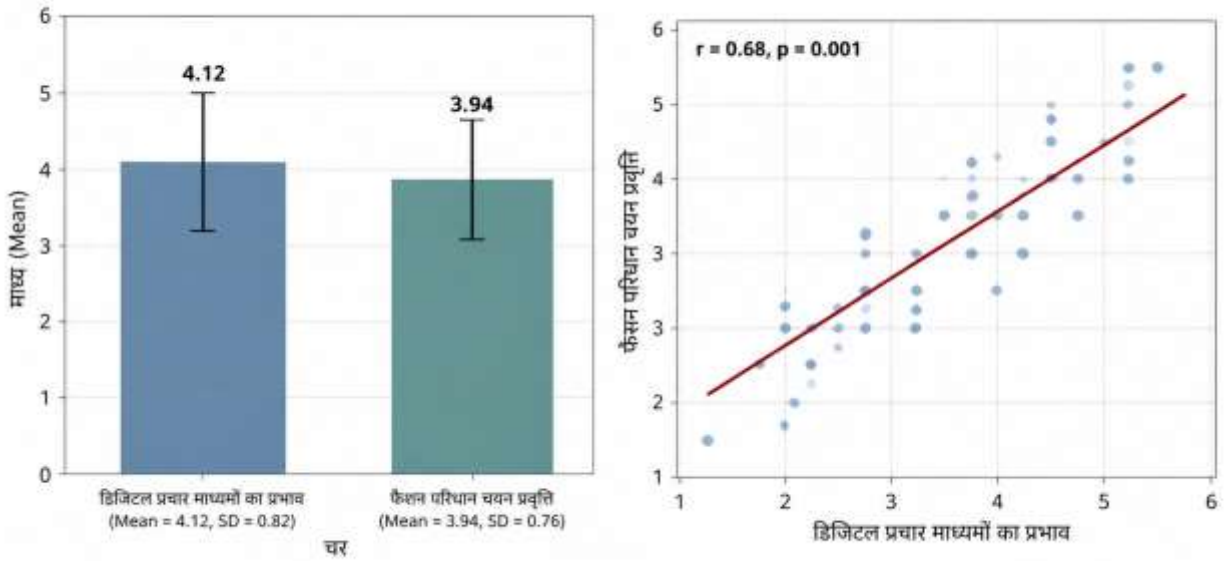 6
5
4
3
2
1
0
माध्य (Mean)
4.12
3.94
डिजिटल प्रचार माध्यमों का प्रभाव
(Mean = 4.12, SD = 0.82)
फैशन परिधान चयन प्रवृत्ति
(Mean = 3.94, SD = 0.76)
चर
r = 0.68, p = 0.001
6
5
4
3
3
2
1
फैसन परिधान चयन प्रवृत्ति
1 2 3 4 5 6
डिजिटल प्रचार माध्यमों का प्रभाव